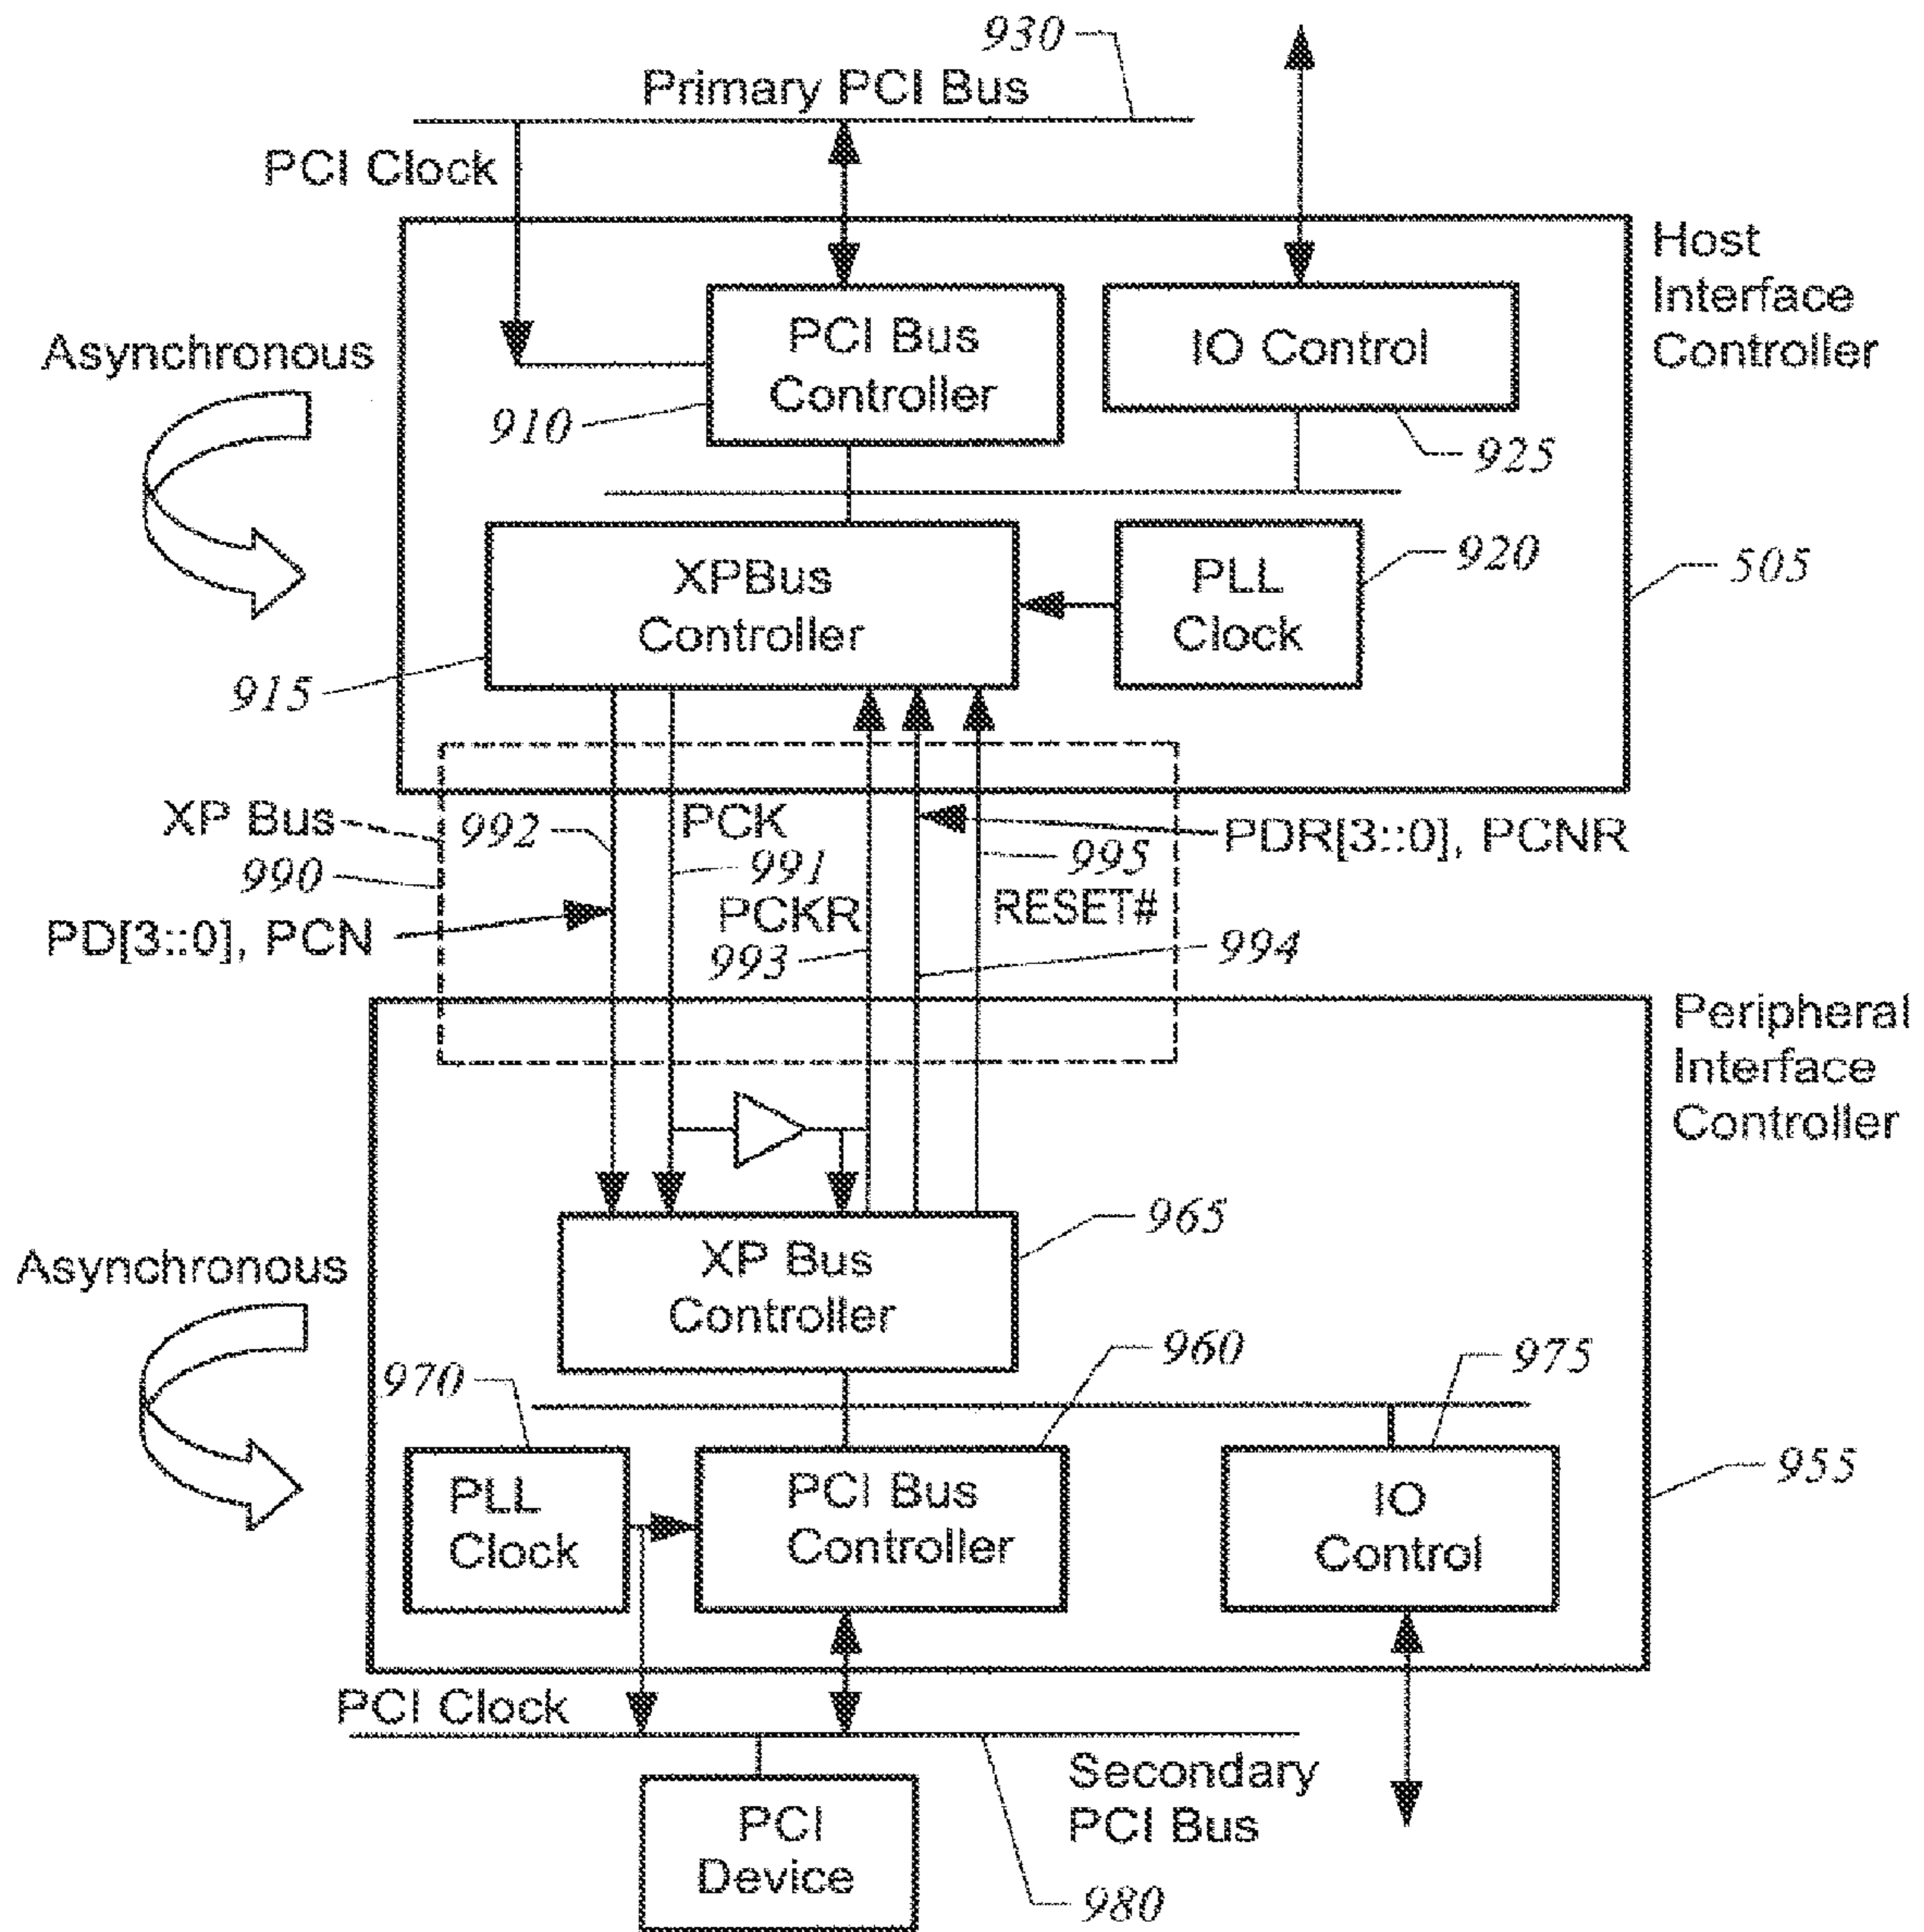 930
Primary PCI Bus
PCI Clock
Host
Interface
Controller
Asynchronous
PCI Bus
Controller
910
IO Control
925
XPBus
Controller
915
PLL
Clock
920
505
XP Bus
990
992
PCK
991
PDR[3::0], PCNR
995
RESET#
PD[3::0], PCN
PCKR
993
994
Peripheral
Interface
Controller
Asynchronous
XP Bus
Controller
965
970
960
975
PLL
Clock
PCI Bus
Controller
IO
Control
955
PCI Clock
Secondary
PCI Bus
PCI
Device
980